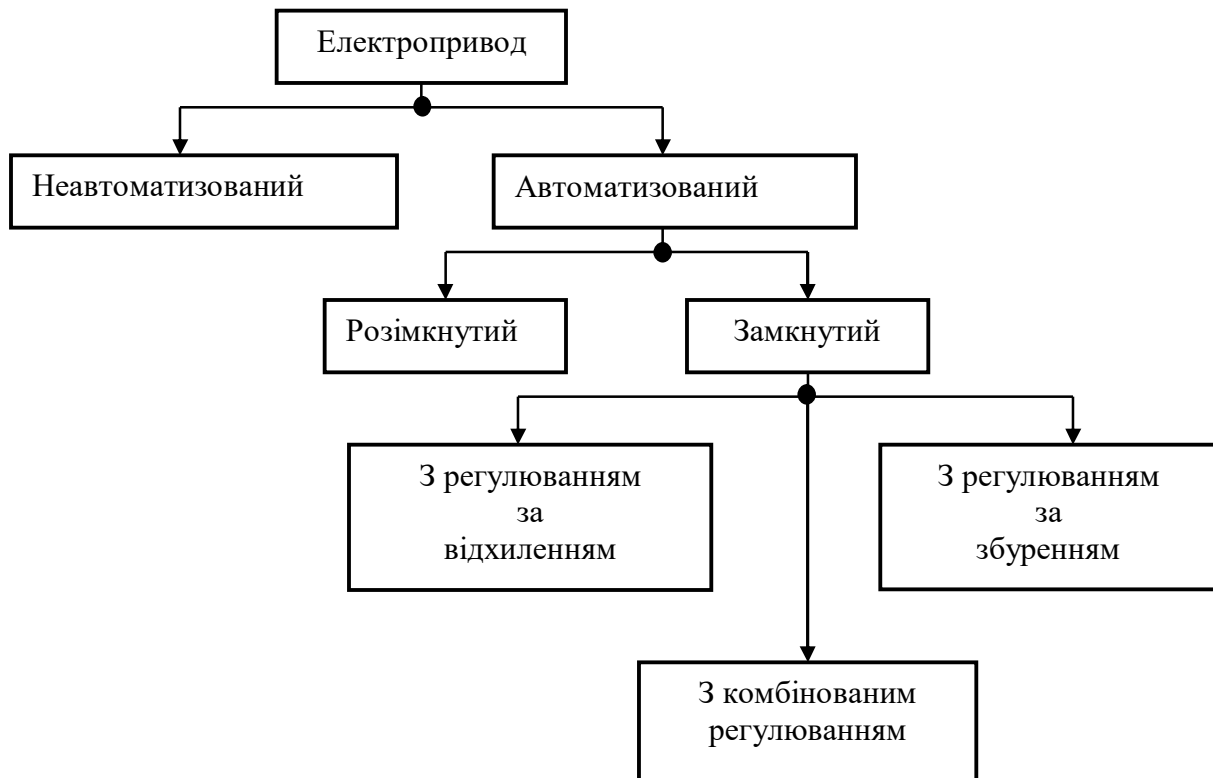 Електропривод
Неавтоматизований
Автоматизований
Розімкнутий
Замкнутий
З регулюванням
за
відхиленням
З регулюванням
за
збуренням
З комбінованим
регулюванням